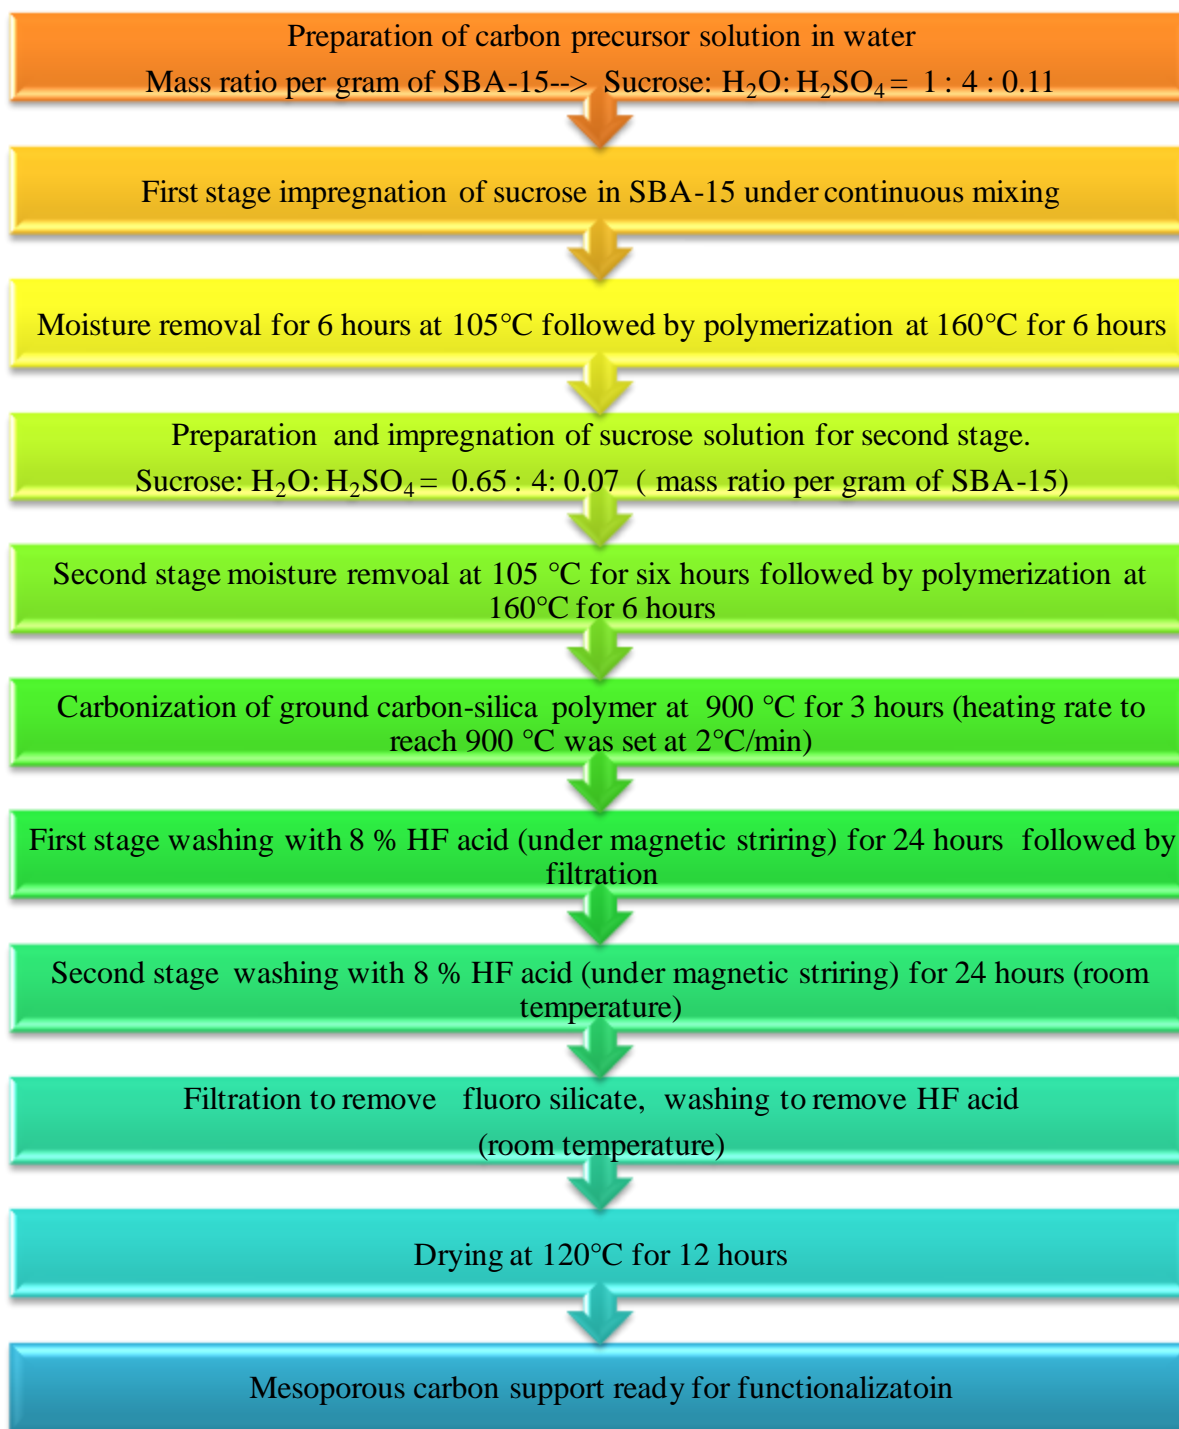 Preparation of carbon precursor solution in water
Mass ratio per gram of SBA-15--> Sucrose: H₂O: H₂SO₄ = 1 : 4 : 0.11
First stage impregnation of sucrose in SBA-15 under continuous mixing
Moisture removal for 6 hours at 105°C followed by polymerization at 160°C for 6 hours
Preparation and impregnation of sucrose solution for second stage.
Sucrose: H₂O: H₂SO₄ = 0.65 : 4: 0.07 ( mass ratio per gram of SBA-15)
Second stage moisture remvoal at 105 °C for six hours followed by polymerization at
160°C for 6 hours
Carbonization of ground carbon-silica polymer at 900 °C for 3 hours (heating rate to
reach 900 °C was set at 2°C/min)
First stage washing with 8 % HF acid (under magnetic striring) for 24 hours followed by
filtration
Second stage washing with 8 % HF acid (under magnetic striring) for 24 hours (room
temperature)
Filtration to remove fluoro silicate, washing to remove HF acid
(room temperature)
Drying at 120°C for 12 hours
Mesoporous carbon support ready for functionalizatoin